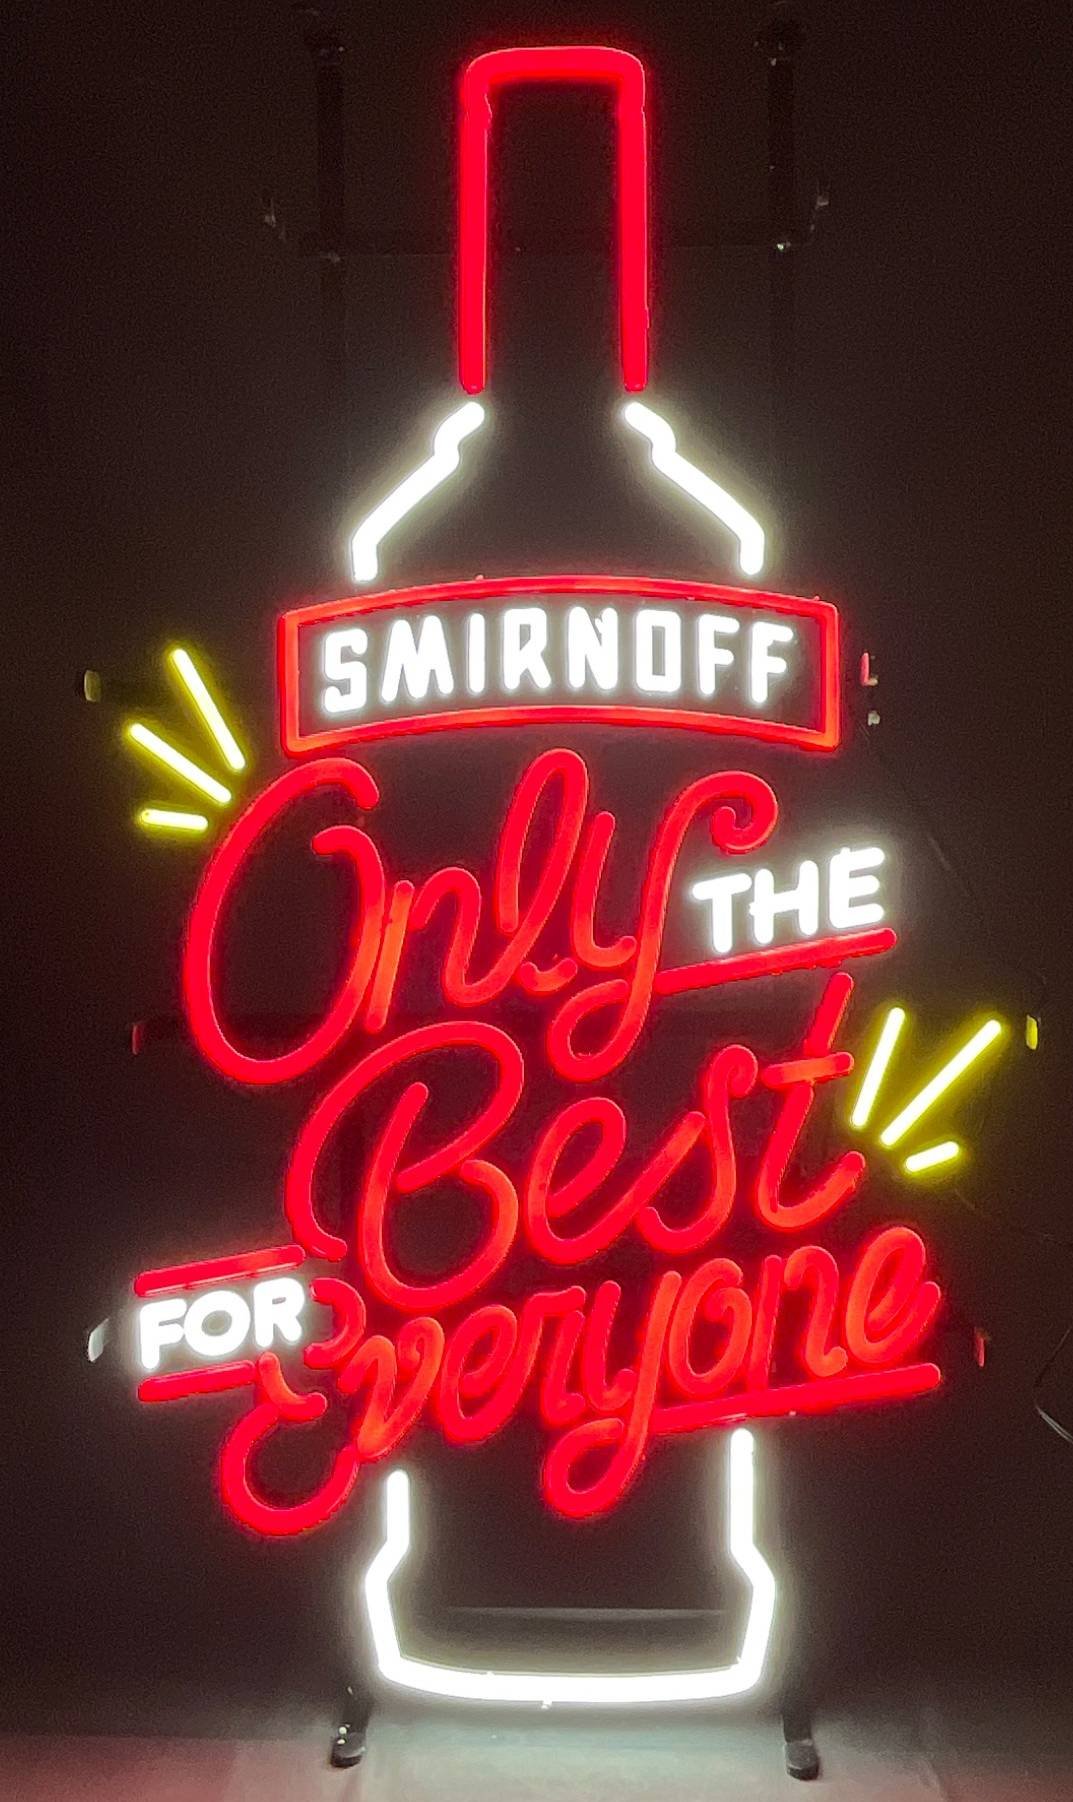 SMIRNOFF
Only THE
Best
FOR Everyone